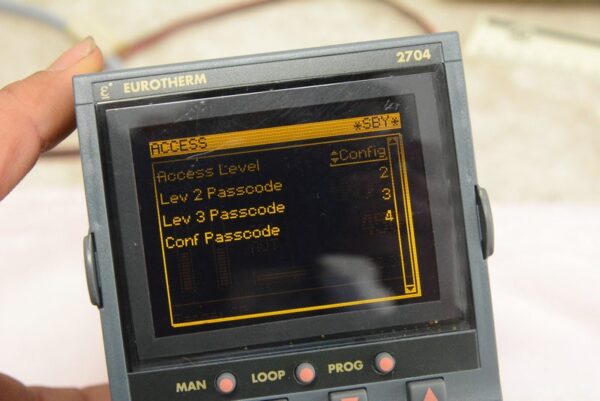 EUROTHERM 2704
ACCESS *SBY*
Access Level Config
Lev 2 Passcode 2
Lev 3 Passcode 3
Conf Passcode 4
MAN LOOP PROG